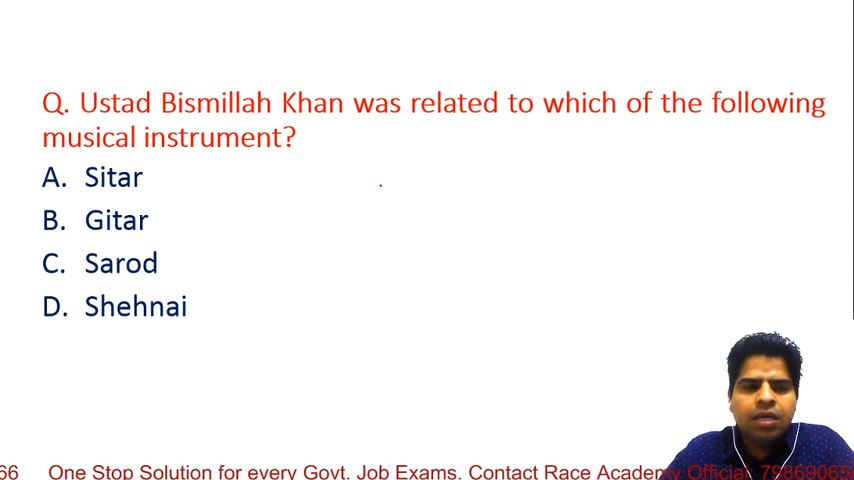 Q. Ustad Bismillah Khan was related to which of the following
musical instrument?
A. Sitar
B. Gitar
C. Sarod
D. Shehnai
66 One Stop Solution for every Govt. Job Exams. Contact Race Academy Official: 79869065